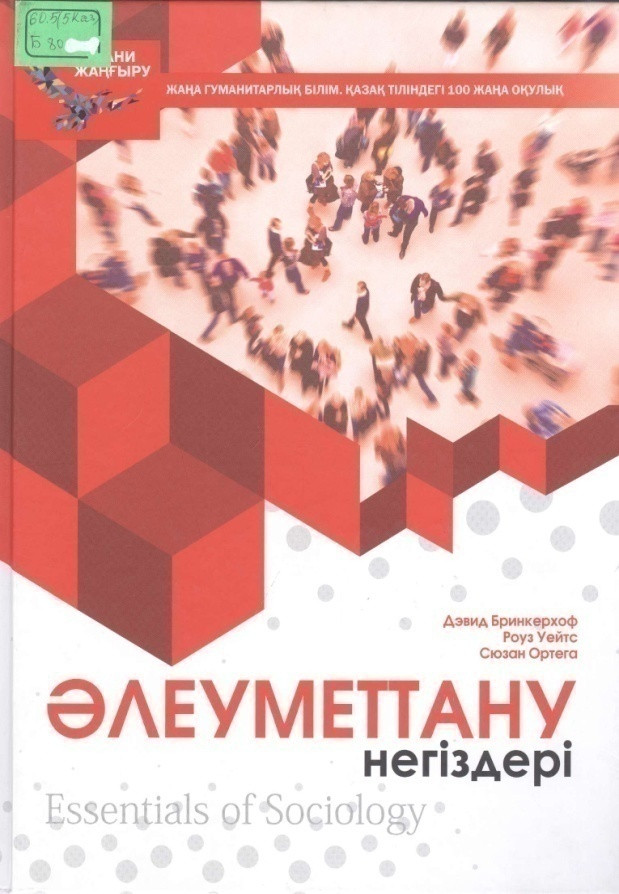 60.5(5каз)
Б 80
АНИ
ЖАҢҒЫРУ
ЖАҢА ГУМАНИТАРЛЫҚ БІЛІМ. ҚАЗАҚ ТІЛІНДЕГІ 100 ЖАҢА ОҚУЛЫҚ
Дэвид Бринкерхоф
Роуз Уейтс
Сюзан Ортега
ӘЛЕУМЕТТАНУ
негіздері
Essentials of Sociology